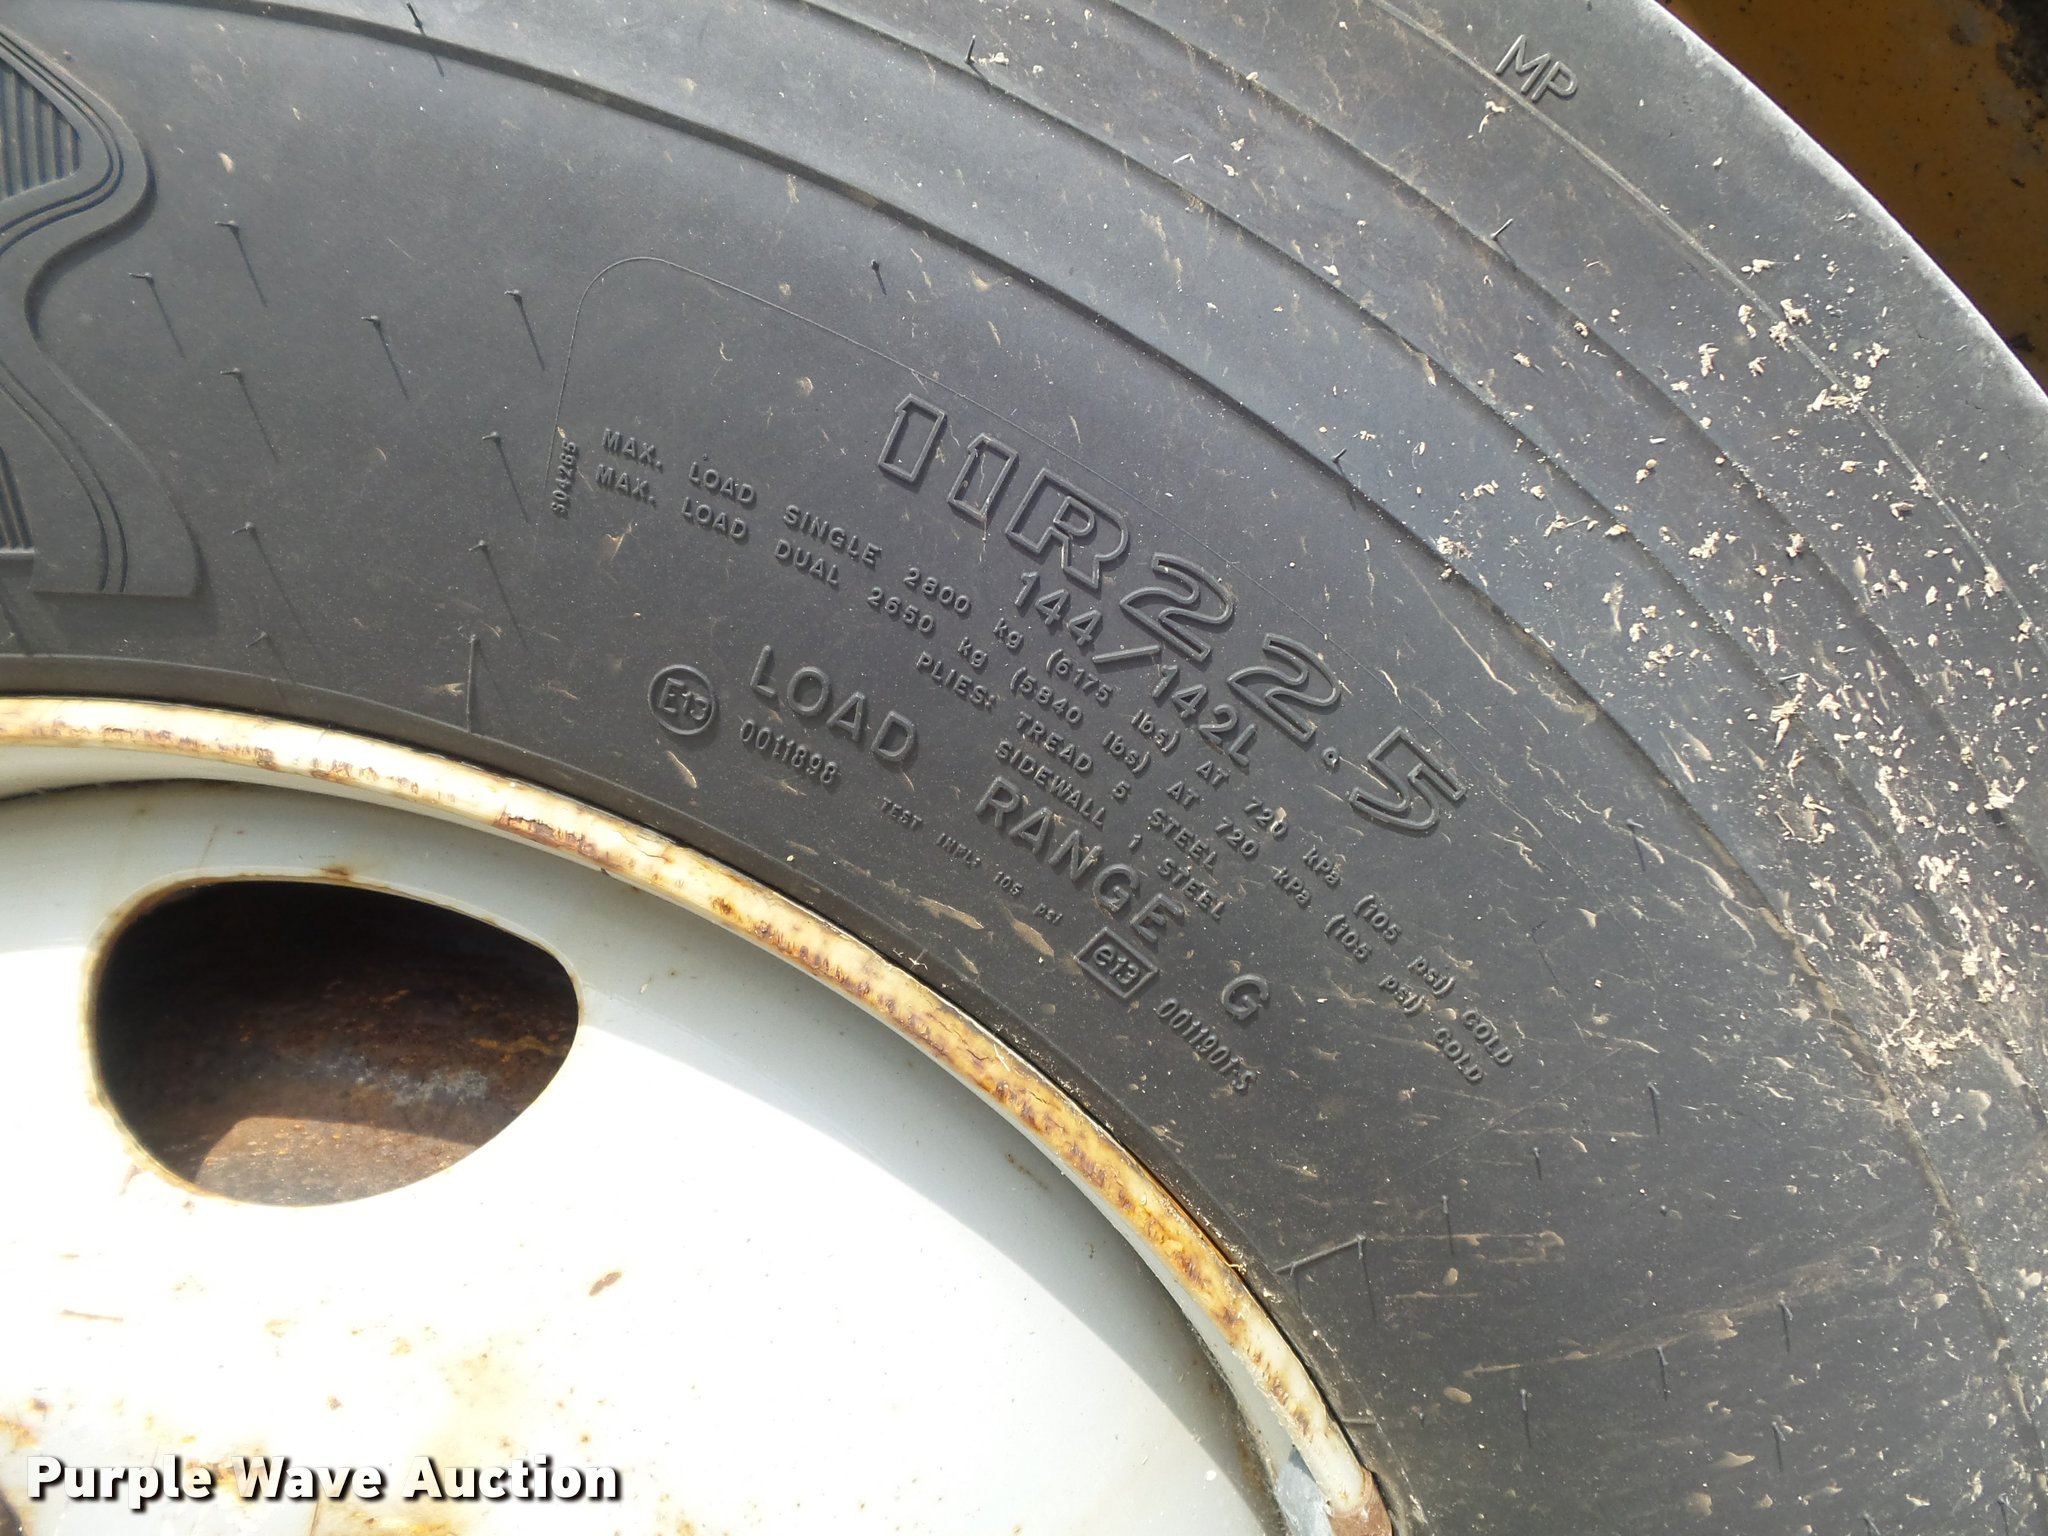 MP
11R22.5
144/142L
MAX. LOAD SINGLE 2800 kg (6175 lbs) AT 720 kPa (105 psi) COLD
MAX. LOAD DUAL 2650 kg (5840 lbs) AT 720 kPa (105 psi) COLD
S04265
PLIES: TREAD 5 STEEL
SIDEWALL 1 STEEL
LOAD RANGE G
E13
0011898
TEST INFL: 105 psi
e13
0011901-S
Purple Wave Auction